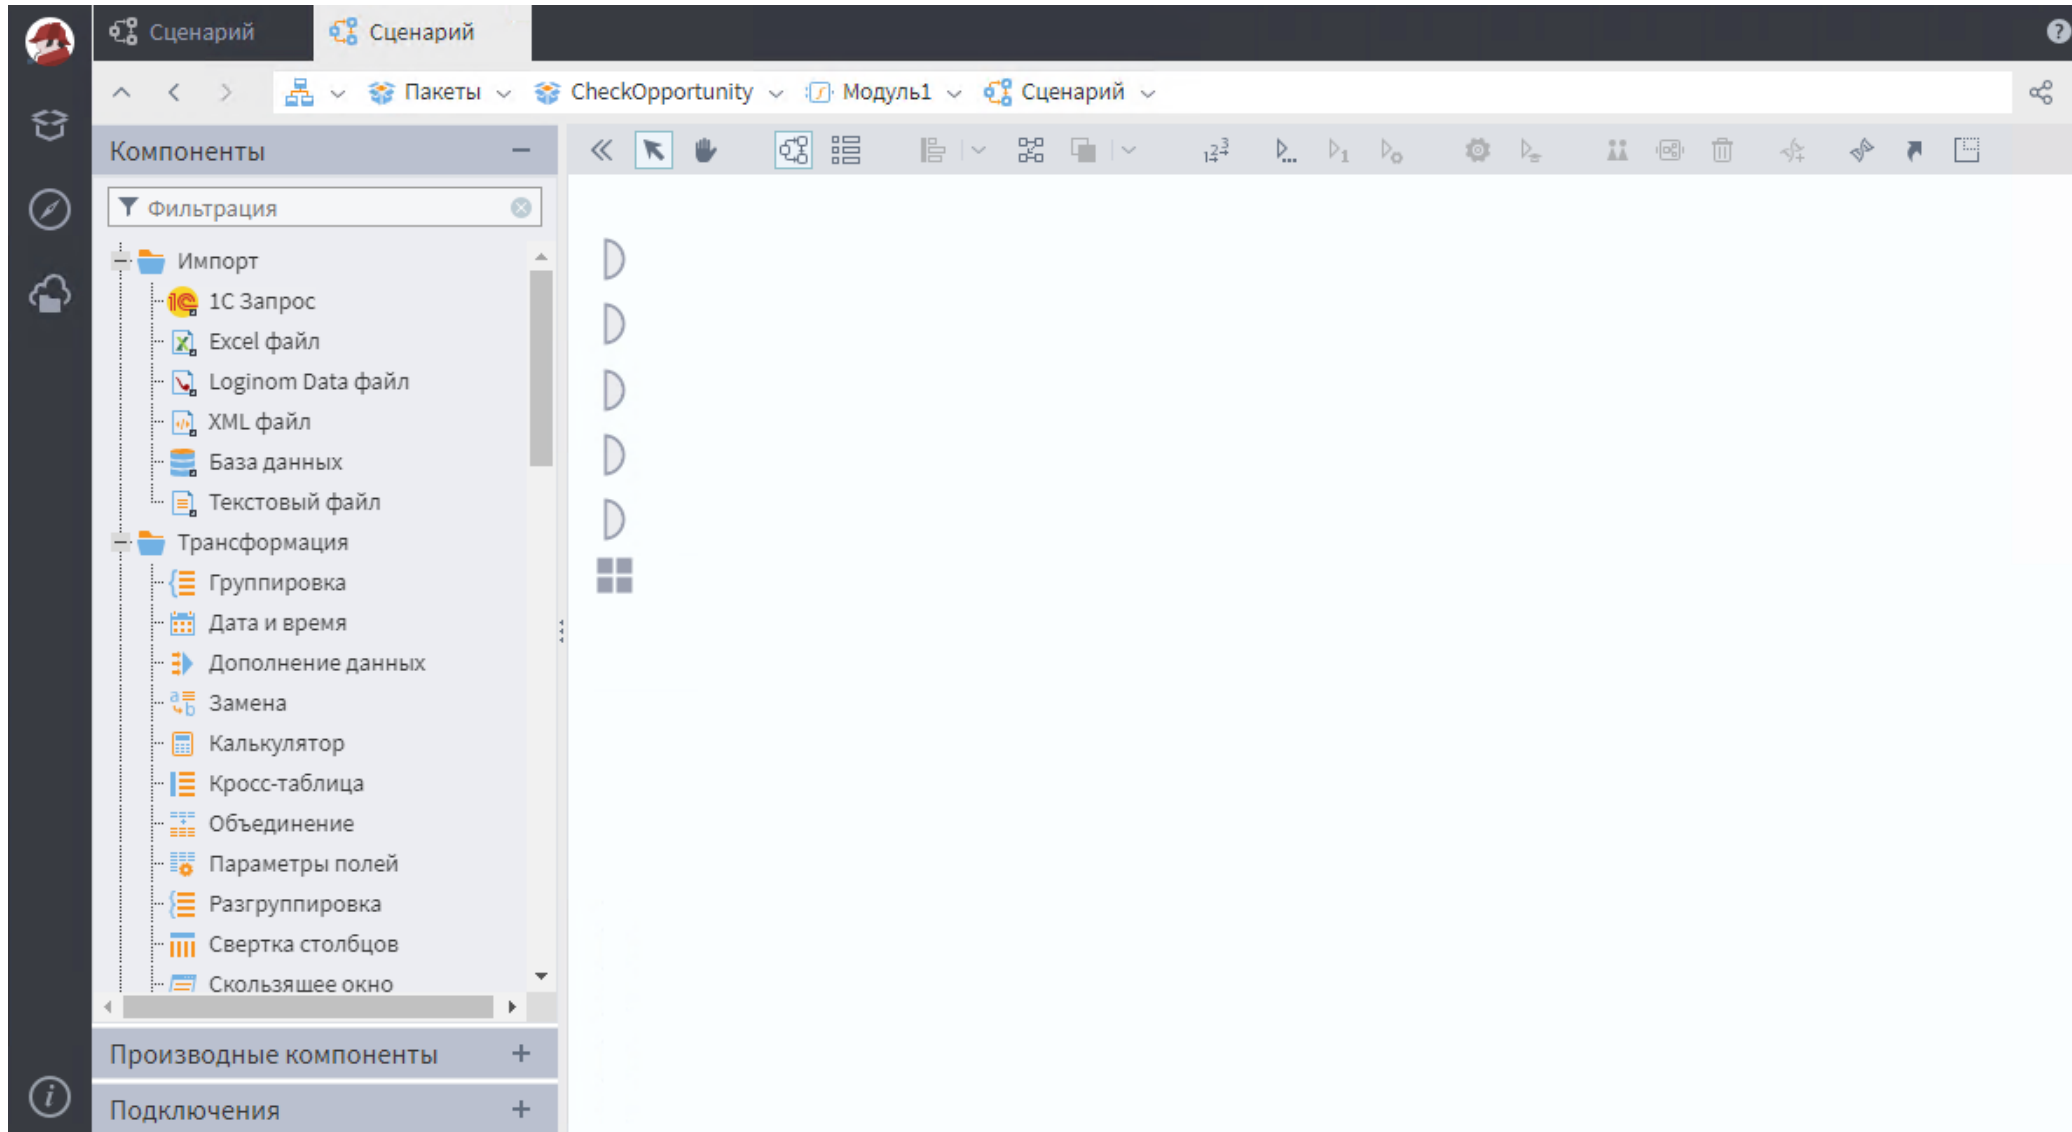 Сценарий
Сценарий
Пакеты
CheckOpportunity
Модуль1
Сценарий
Компоненты
Фильтрация
Импорт
1С Запрос
Excel файл
Loginom Data файл
XML файл
База данных
Текстовый файл
Трансформация
Группировка
Дата и время
Дополнение данных
Замена
Калькулятор
Кросс-таблица
Объединение
Параметры полей
Разгруппировка
Свертка столбцов
Скользящее окно
Производные компоненты
Подключения